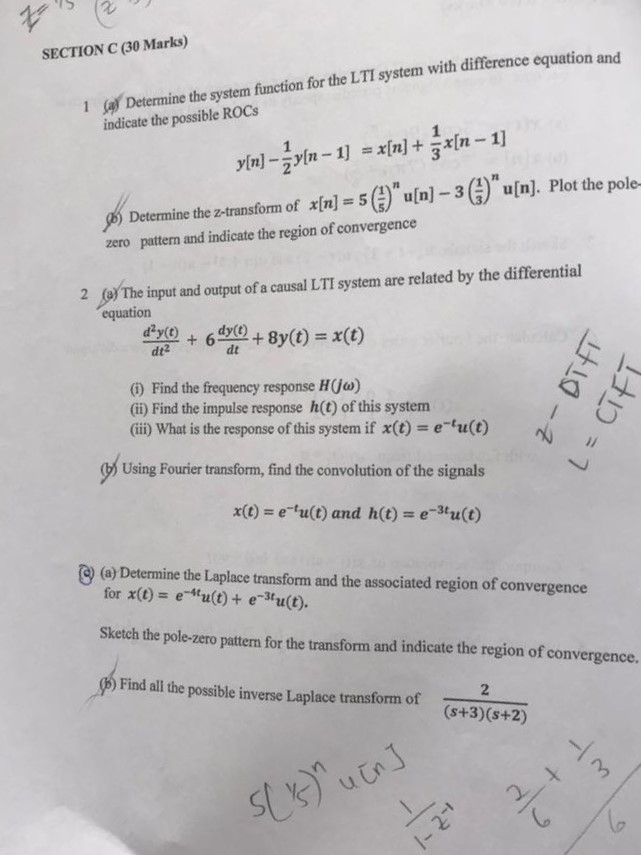 Z= 1/5 (z
SECTION C (30 Marks)
1 (a) Determine the system function for the LTI system with difference equation and
indicate the possible ROCs
y[n] − 1/2 y[n − 1] = x[n] + 1/3 x[n − 1]
(b) Determine the z-transform of x[n] = 5 (1/5)ⁿ u[n] − 3 (1/3)ⁿ u[n]. Plot the pole-
zero pattern and indicate the region of convergence
2 (a) The input and output of a causal LTI system are related by the differential
equation
d²y(t)/dt² + 6 dy(t)/dt + 8y(t) = x(t)
(i) Find the frequency response H(jω)
(ii) Find the impulse response h(t) of this system
(iii) What is the response of this system if x(t) = e⁻ᵗu(t)
Z – DTFT
L = CTFT
(b) Using Fourier transform, find the convolution of the signals
x(t) = e⁻ᵗu(t) and h(t) = e⁻³ᵗu(t)
(a) Determine the Laplace transform and the associated region of convergence
for x(t) = e⁻⁴ᵗu(t) + e⁻³ᵗu(t).
Sketch the pole-zero pattern for the transform and indicate the region of convergence.
(b) Find all the possible inverse Laplace transform of 2/((s+3)(s+2))
5(1/5)ⁿ u[n]
1/(1-z⁻¹)
2/6 + 1/3
6